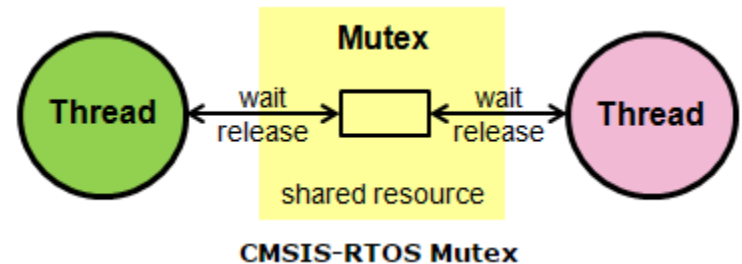 Mutex
Thread
wait
release
wait
release
Thread
shared resource
CMSIS-RTOS Mutex